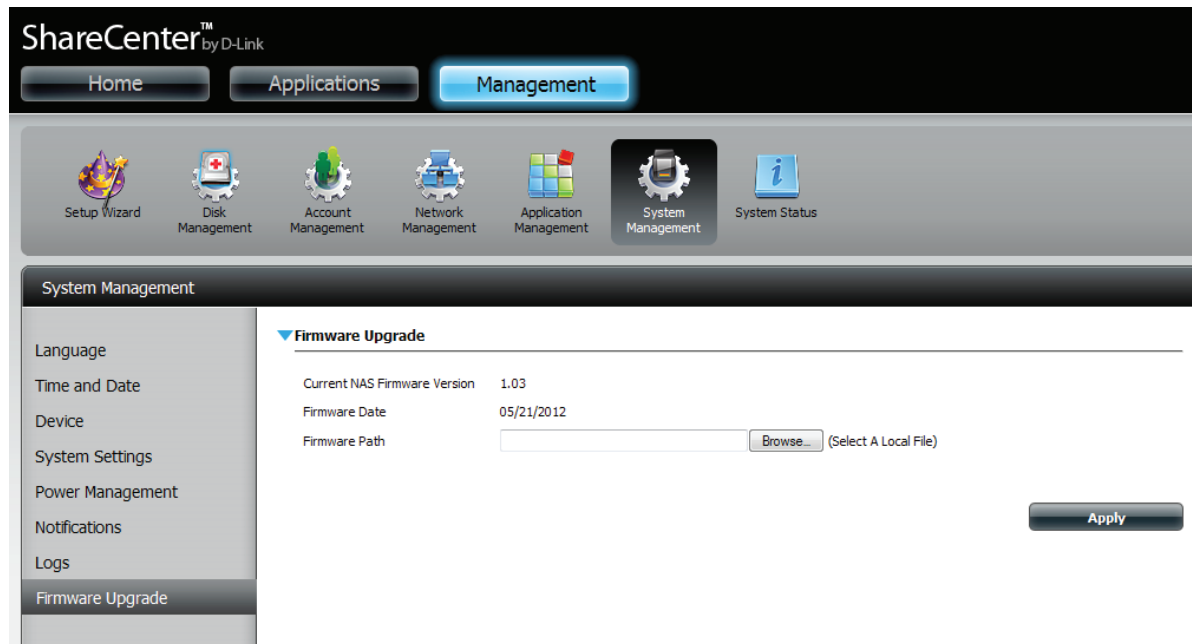 ShareCenter™ by D-Link
Home Applications Management
Setup Wizard
Disk Management
Account Management
Network Management
Application Management
System Management
System Status
System Management
Language
Time and Date
Device
System Settings
Power Management
Notifications
Logs
Firmware Upgrade
Firmware Upgrade
Current NAS Firmware Version 1.03
Firmware Date 05/21/2012
Firmware Path Browse... (Select A Local File)
Apply